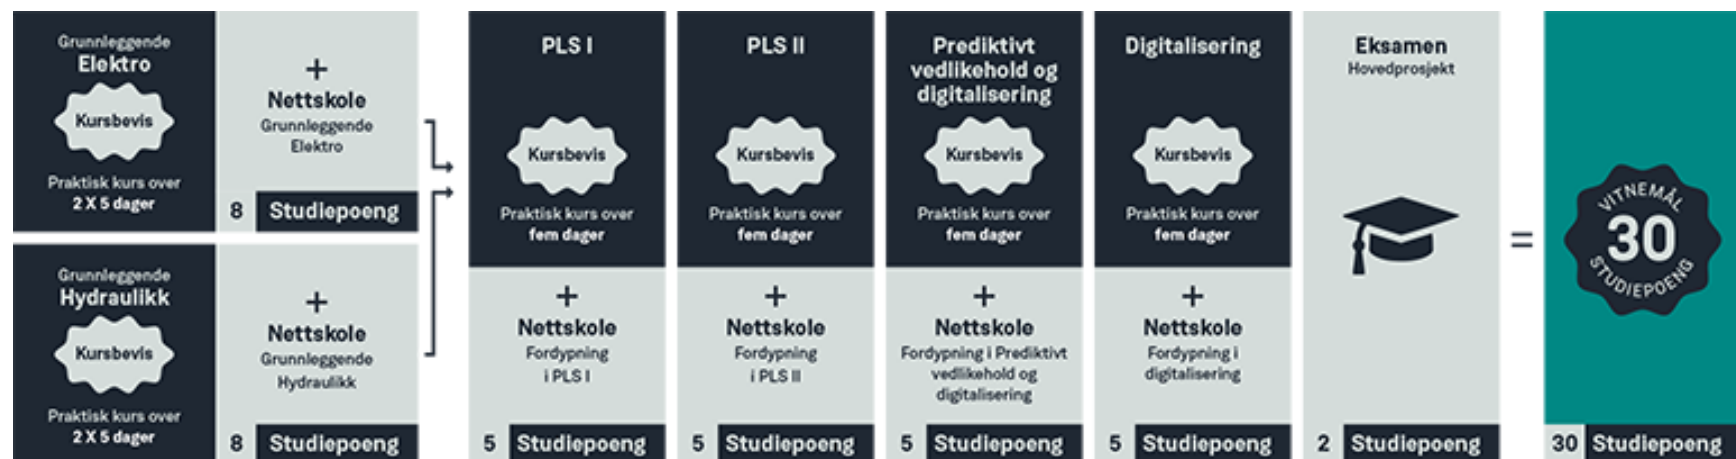 Grunnleggende
Elektro
Kursbevis
Praktisk kurs over
2 X 5 dager
+
Nettskole
Grunnleggende
Elektro
8 Studiepoeng
Grunnleggende
Hydraulikk
Kursbevis
Praktisk kurs over
2 X 5 dager
+
Nettskole
Grunnleggende
Hydraulikk
8 Studiepoeng
PLS I
Kursbevis
Praktisk kurs over
fem dager
+
Nettskole
Fordypning
i PLS I
5 Studiepoeng
PLS II
Kursbevis
Praktisk kurs over
fem dager
+
Nettskole
Fordypning
i PLS II
5 Studiepoeng
Prediktivt
vedlikehold og
digitalisering
Kursbevis
Praktisk kurs over
fem dager
+
Nettskole
Fordypning i Prediktivt
vedlikehold og
digitalisering
5 Studiepoeng
Digitalisering
Kursbevis
Praktisk kurs over
fem dager
+
Nettskole
Fordypning i
digitalisering
5 Studiepoeng
Eksamen
Hovedprosjekt
2 Studiepoeng
=
VITNEMÅL
30
STUDIEPOENG
30 Studiepoeng